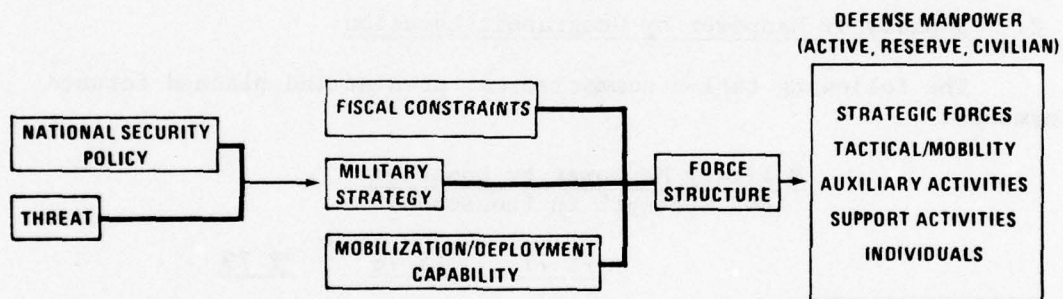 DEFENSE MANPOWER
(ACTIVE, RESERVE, CIVILIAN)
NATIONAL SECURITY
POLICY
THREAT
FISCAL CONSTRAINTS
MILITARY
STRATEGY
MOBILIZATION/DEPLOYMENT
CAPABILITY
FORCE
STRUCTURE
STRATEGIC FORCES
TACTICAL/MOBILITY
AUXILIARY ACTIVITIES
SUPPORT ACTIVITIES
INDIVIDUALS